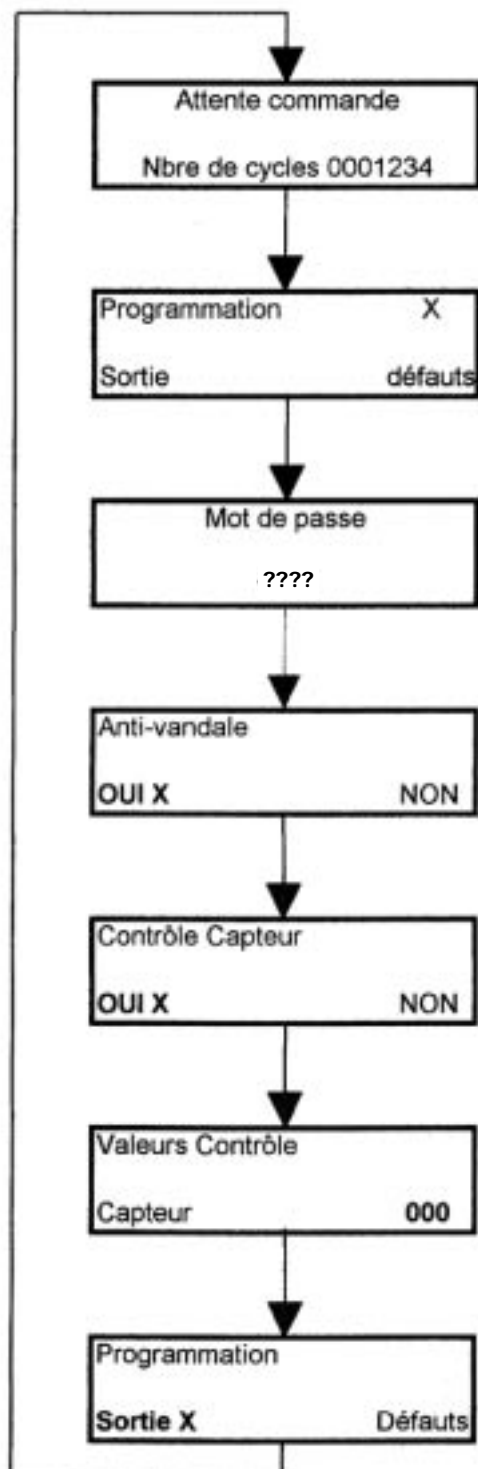 Attente commande
Nbre de cycles 0001234
Programmation X
Sortie défauts
Mot de passe
????
Anti-vandale
OUI X NON
Contrôle Capteur
OUI X NON
Valeurs Contrôle
Capteur 000
Programmation
Sortie X Défauts